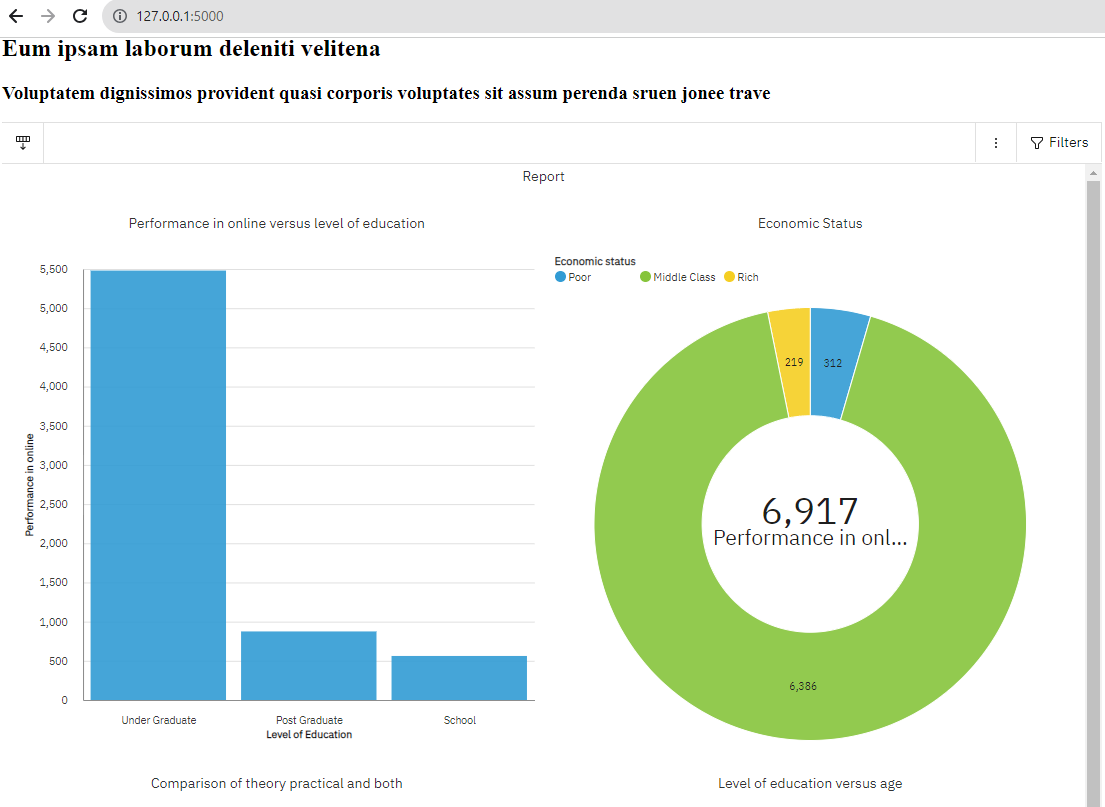 127.0.0.1:5000
Eum ipsam laborum deleniti velitena
Voluptatem dignissimos provident quasi corporis voluptates sit assum perenda sruen jonee trave
Filters
Report
Performance in online versus level of education
5,500
5,000
4,500
4,000
3,500
3,000
2,500
2,000
1,500
1,000
500
0
Performance in online
Under Graduate Post Graduate School
Level of Education
Economic Status
Economic status
Poor Middle Class Rich
219 312
6,917
Performance in onl...
6,386
Comparison of theory practical and both
Level of education versus age